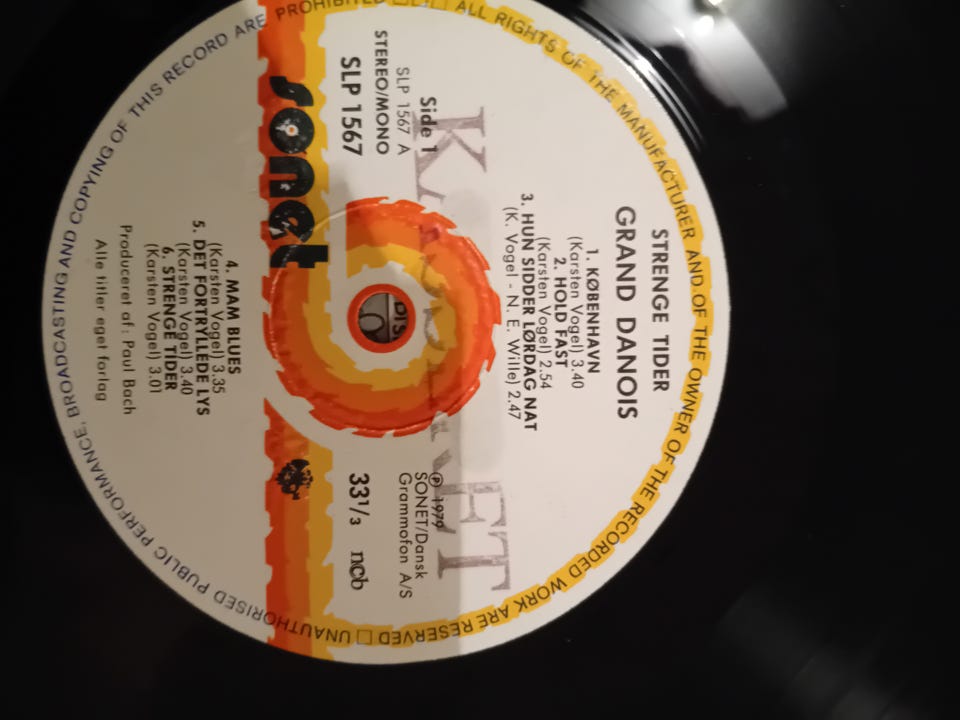 STRENGE TIDER
GRAND DANOIS
1. KØBENHAVN
(Karsten Vogel) 3.40
2. HOLD FAST
(Karsten Vogel) 2.54
3. HUN SIDDER LØRDAG NAT
(K. Vogel - N. E. Wille) 2.47
Side 1
SLP 1567 A
STEREO/MONO
SLP 1567
Ⓟ 1979
SONET/Dansk
Grammofon A/S
33 1/3 ncb
sonet
4. MAM BLUES
(Karsten Vogel) 3.35
5. DET FORTRYLLEDE LYS
(Karsten Vogel) 3.40
6. STRENGE TIDER
(Karsten Vogel) 3.01
Produceret af: Paul Bach
Alle titler eget forlag
ALL RIGHTS OF THE MANUFACTURER AND OF THE OWNER OF THE RECORDED WORK ARE RESERVED □ UNAUTHORISED PUBLIC PERFORMANCE, BROADCASTING AND COPYING OF THIS RECORD ARE PROHIBITED □